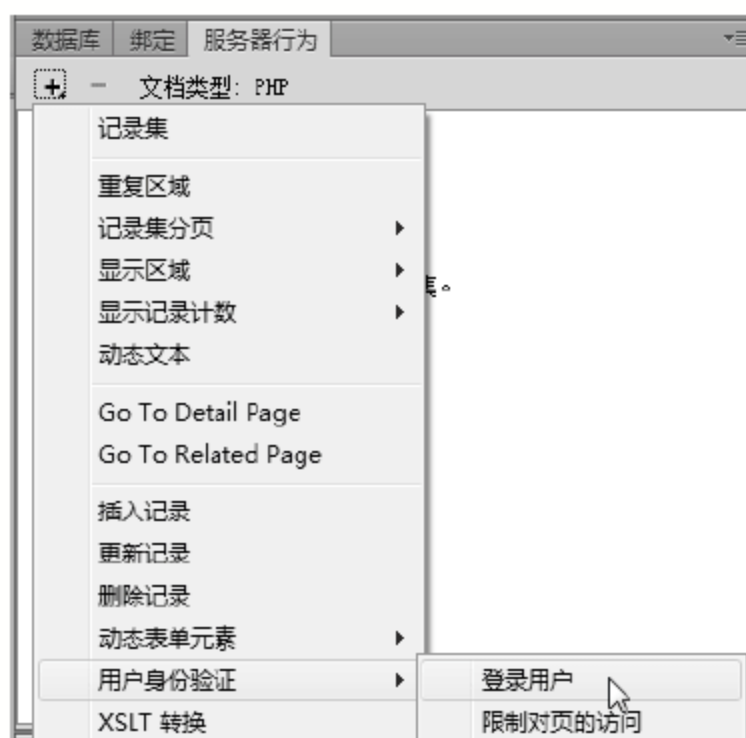 数据库 绑定 服务器行为
+ - 文档类型: PHP
记录集
重复区域
记录集分页
显示区域
集。
显示记录计数
动态文本
Go To Detail Page
Go To Related Page
插入记录
更新记录
删除记录
动态表单元素
用户身份验证 登录用户
XSLT 转换 限制对页的访问